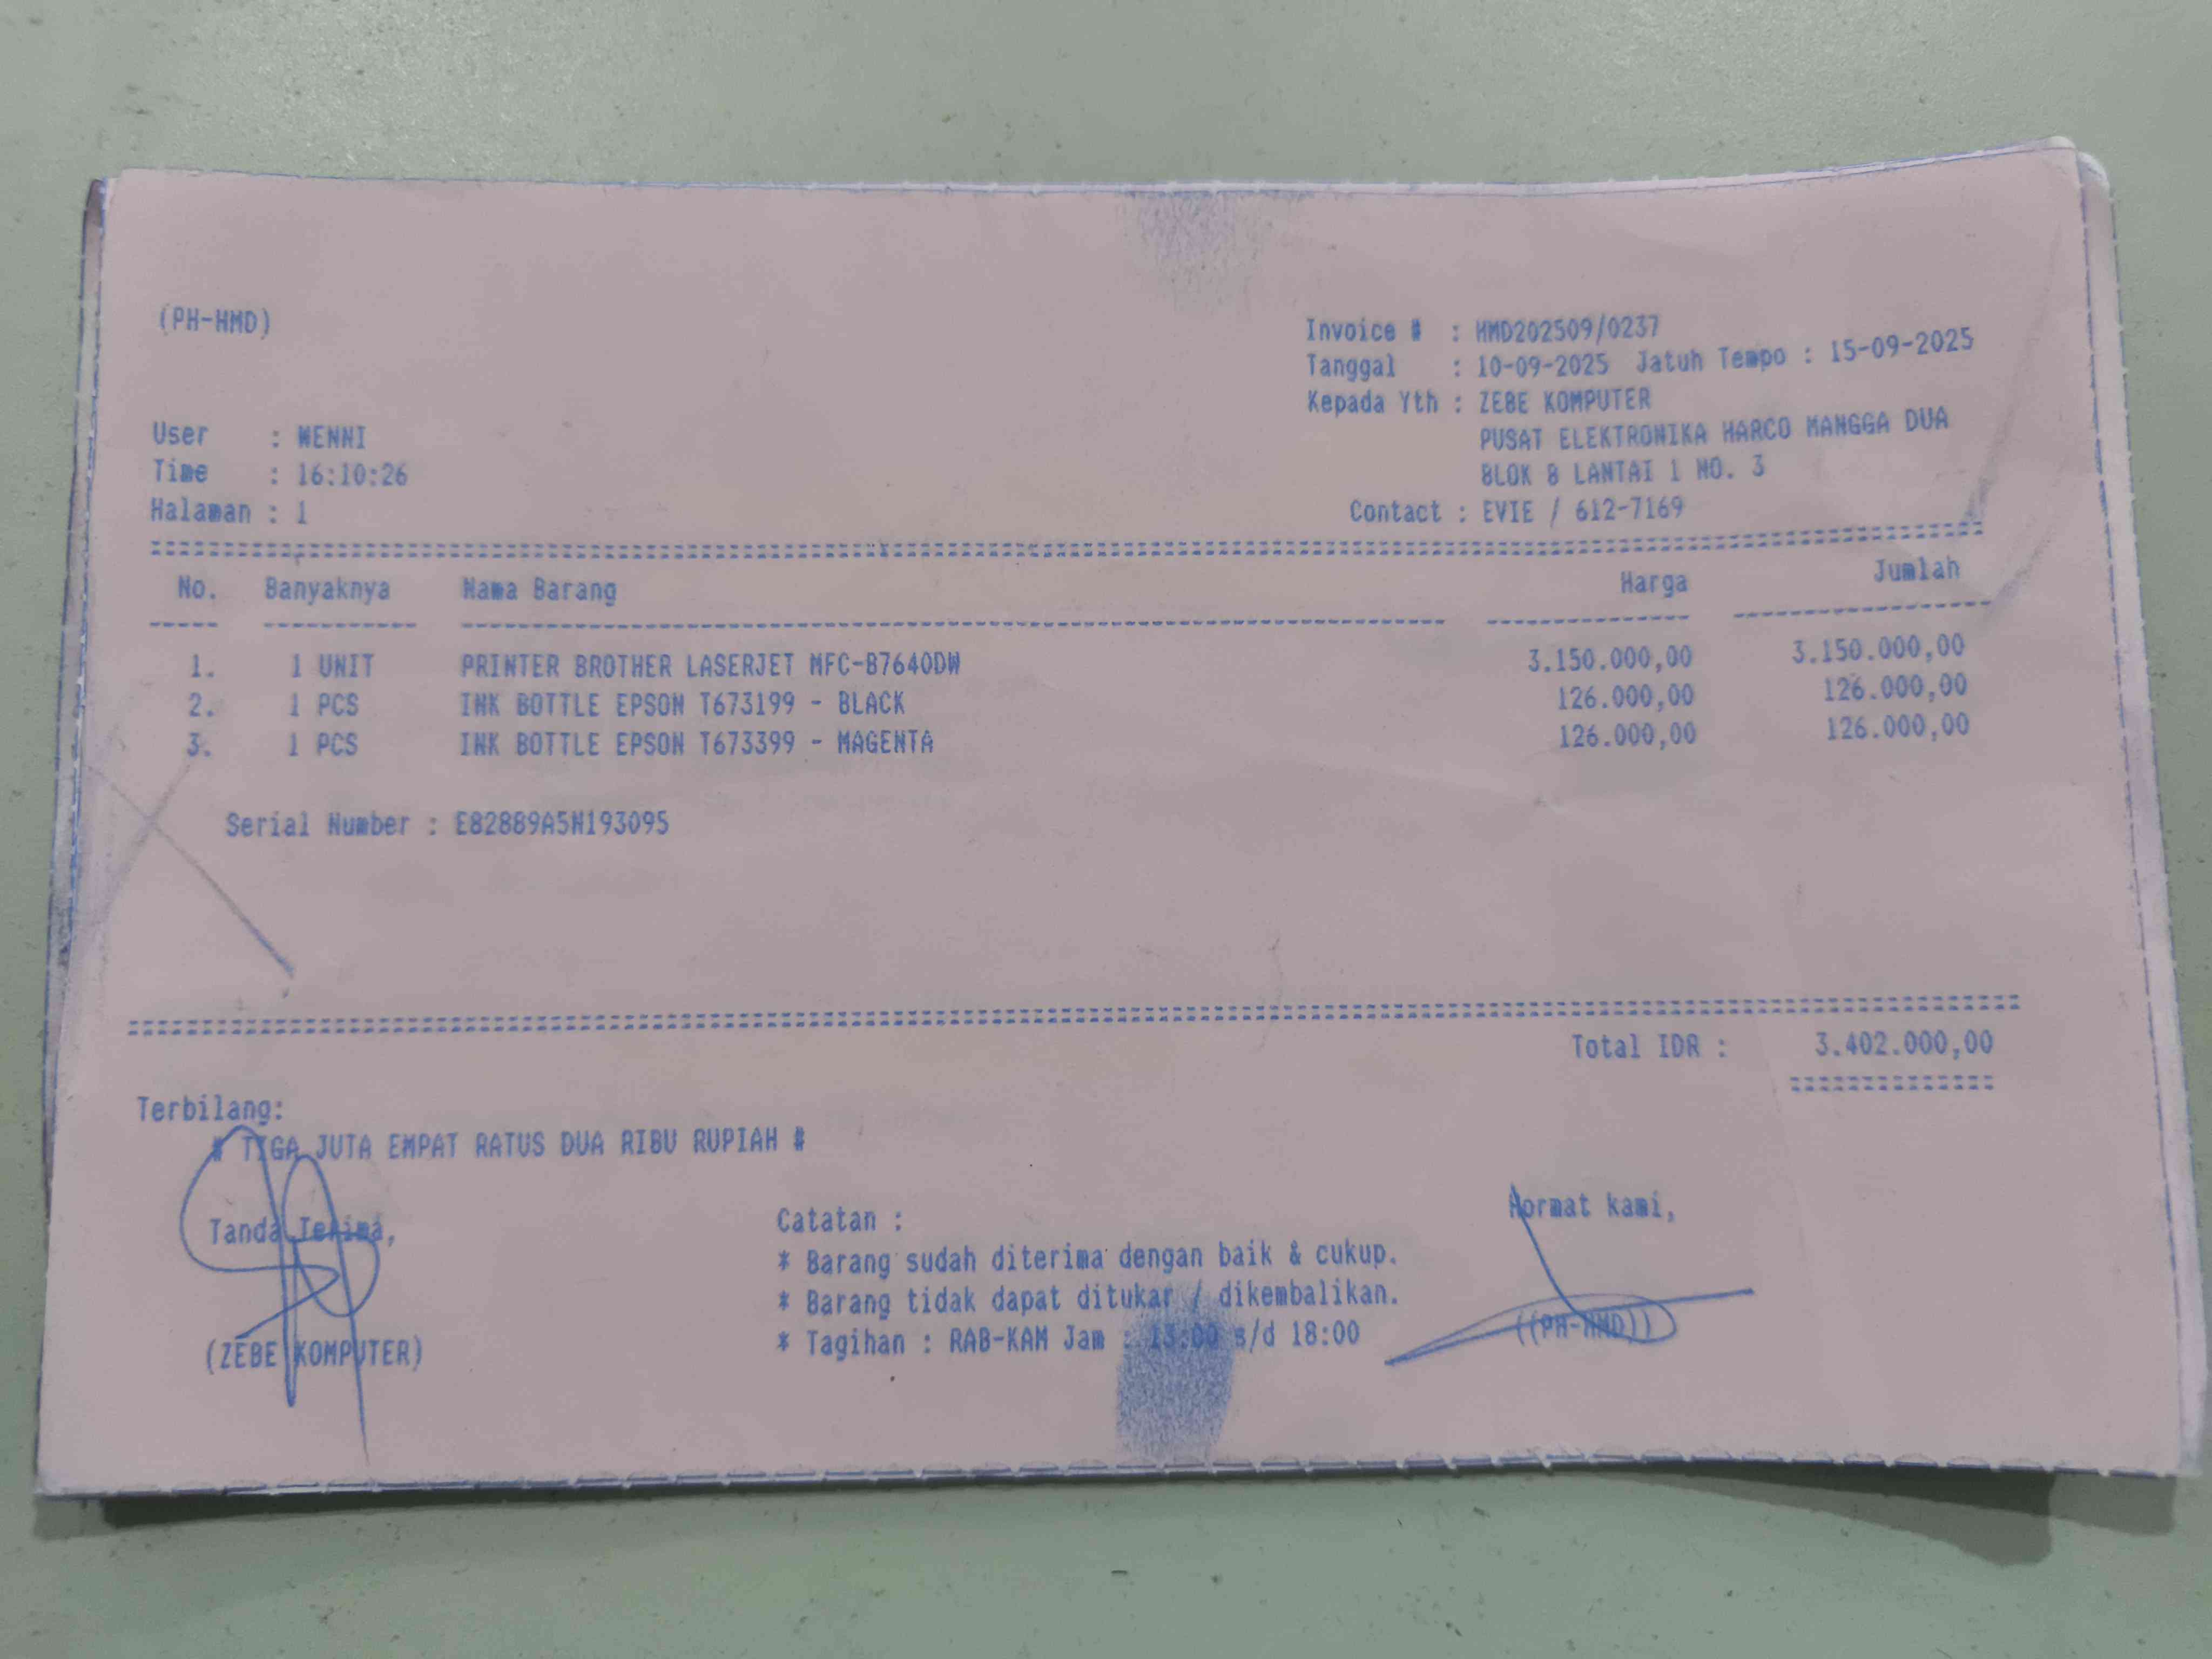 (PH-HMD)
Invoice # : HMD202509/0237
Tanggal : 10-09-2025 Jatuh Tempo : 15-09-2025
Kepada Yth : ZEBE KOMPUTER
PUSAT ELEKTRONIKA HARCO MANGGA DUA
BLOK B LANTAI 1 NO. 3
Contact : EVIE / 612-7169
User : WENNI
Time : 16:10:26
Halaman : 1
No. Banyaknya Nama Barang Harga Jumlah
1. 1 UNIT PRINTER BROTHER LASERJET MFC-B7640DW 3.150.000,00 3.150.000,00
2. 1 PCS INK BOTTLE EPSON T673199 - BLACK 126.000,00 126.000,00
3. 1 PCS INK BOTTLE EPSON T673399 - MAGENTA 126.000,00 126.000,00
Serial Number : E82889A5N193095
Total IDR : 3.402.000,00
Terbilang:
# TIGA JUTA EMPAT RATUS DUA RIBU RUPIAH #
Tanda Terima,
(ZEBE KOMPUTER)
Catatan :
* Barang sudah diterima dengan baik & cukup.
* Barang tidak dapat ditukar / dikembalikan.
* Tagihan : RAB-KAM Jam : 13:00 s/d 18:00
Hormat kami,
((PH-HMD))